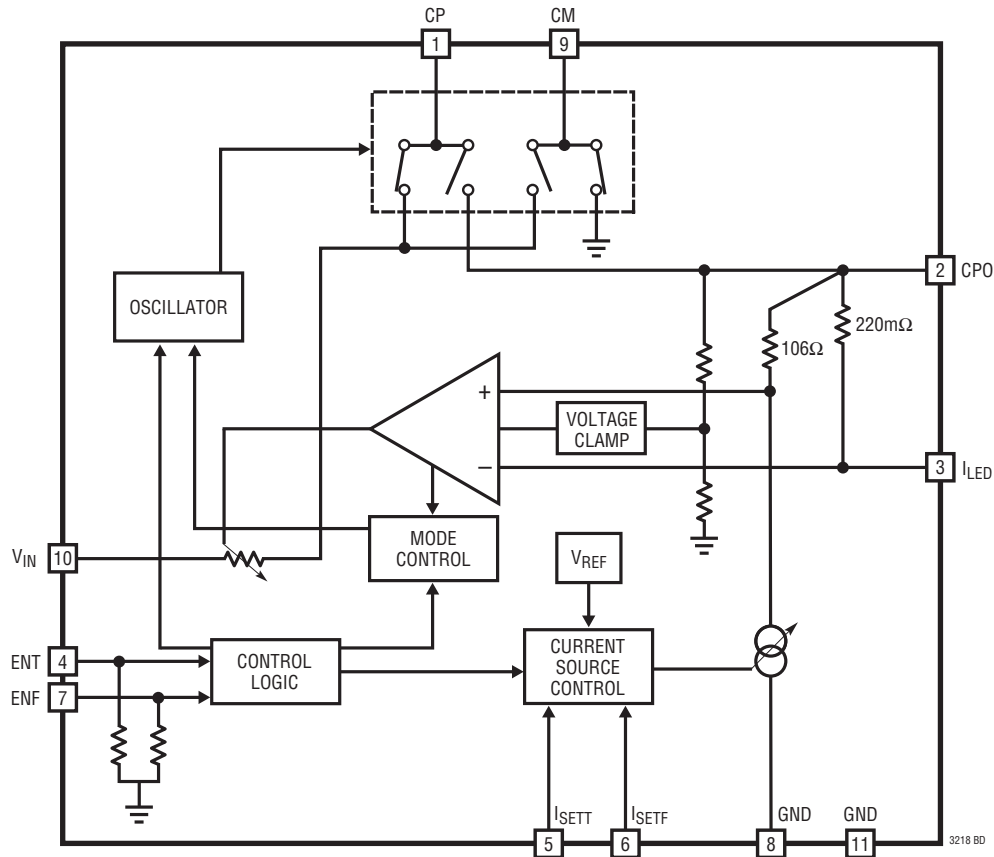 CP
CM
1
9
2
CPO
OSCILLATOR
220mΩ
106Ω
+
VOLTAGE
CLAMP
–
3
ILED
MODE
CONTROL
VIN
10
VREF
ENT
4
CONTROL
LOGIC
CURRENT
SOURCE
CONTROL
ENF
7
ISETT
ISETF
GND
GND
5
6
8
11
3218 BD